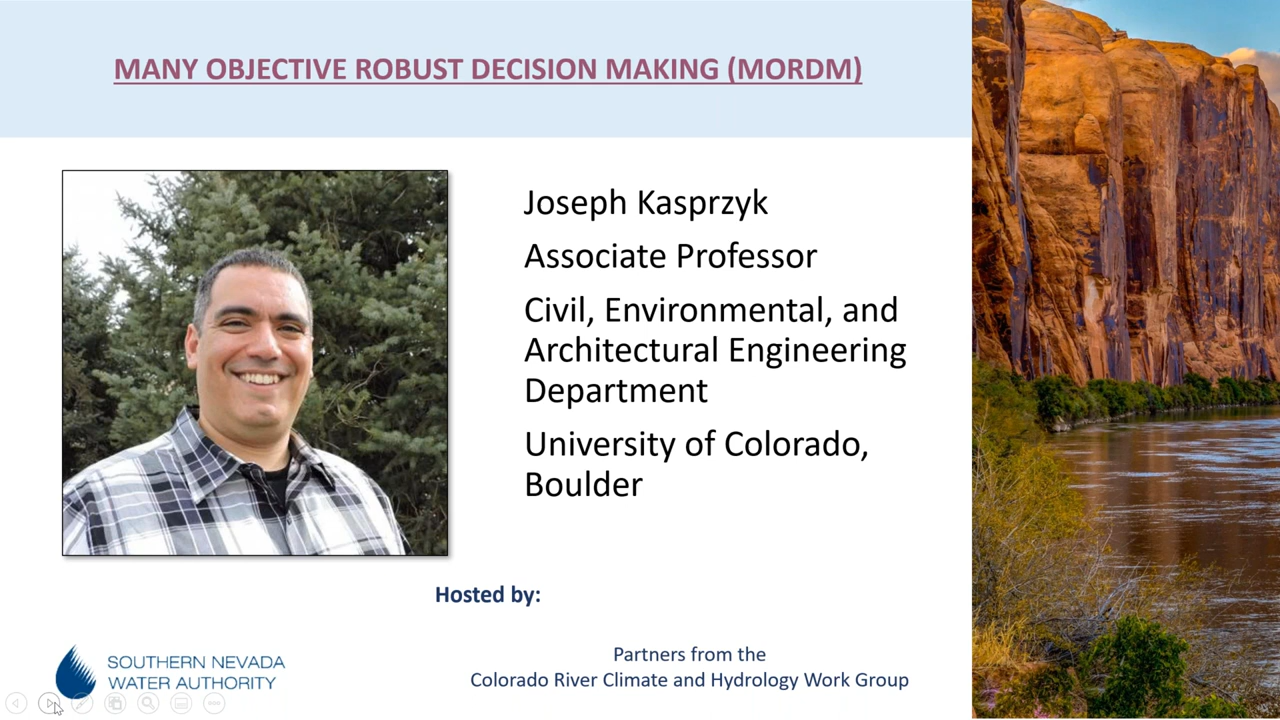 MANY OBJECTIVE ROBUST DECISION MAKING (MORDM)
Joseph Kasprzyk
Associate Professor
Civil, Environmental, and
Architectural Engineering
Department
University of Colorado,
Boulder
Hosted by:
SOUTHERN NEVADA
WATER AUTHORITY
Partners from the
Colorado River Climate and Hydrology Work Group